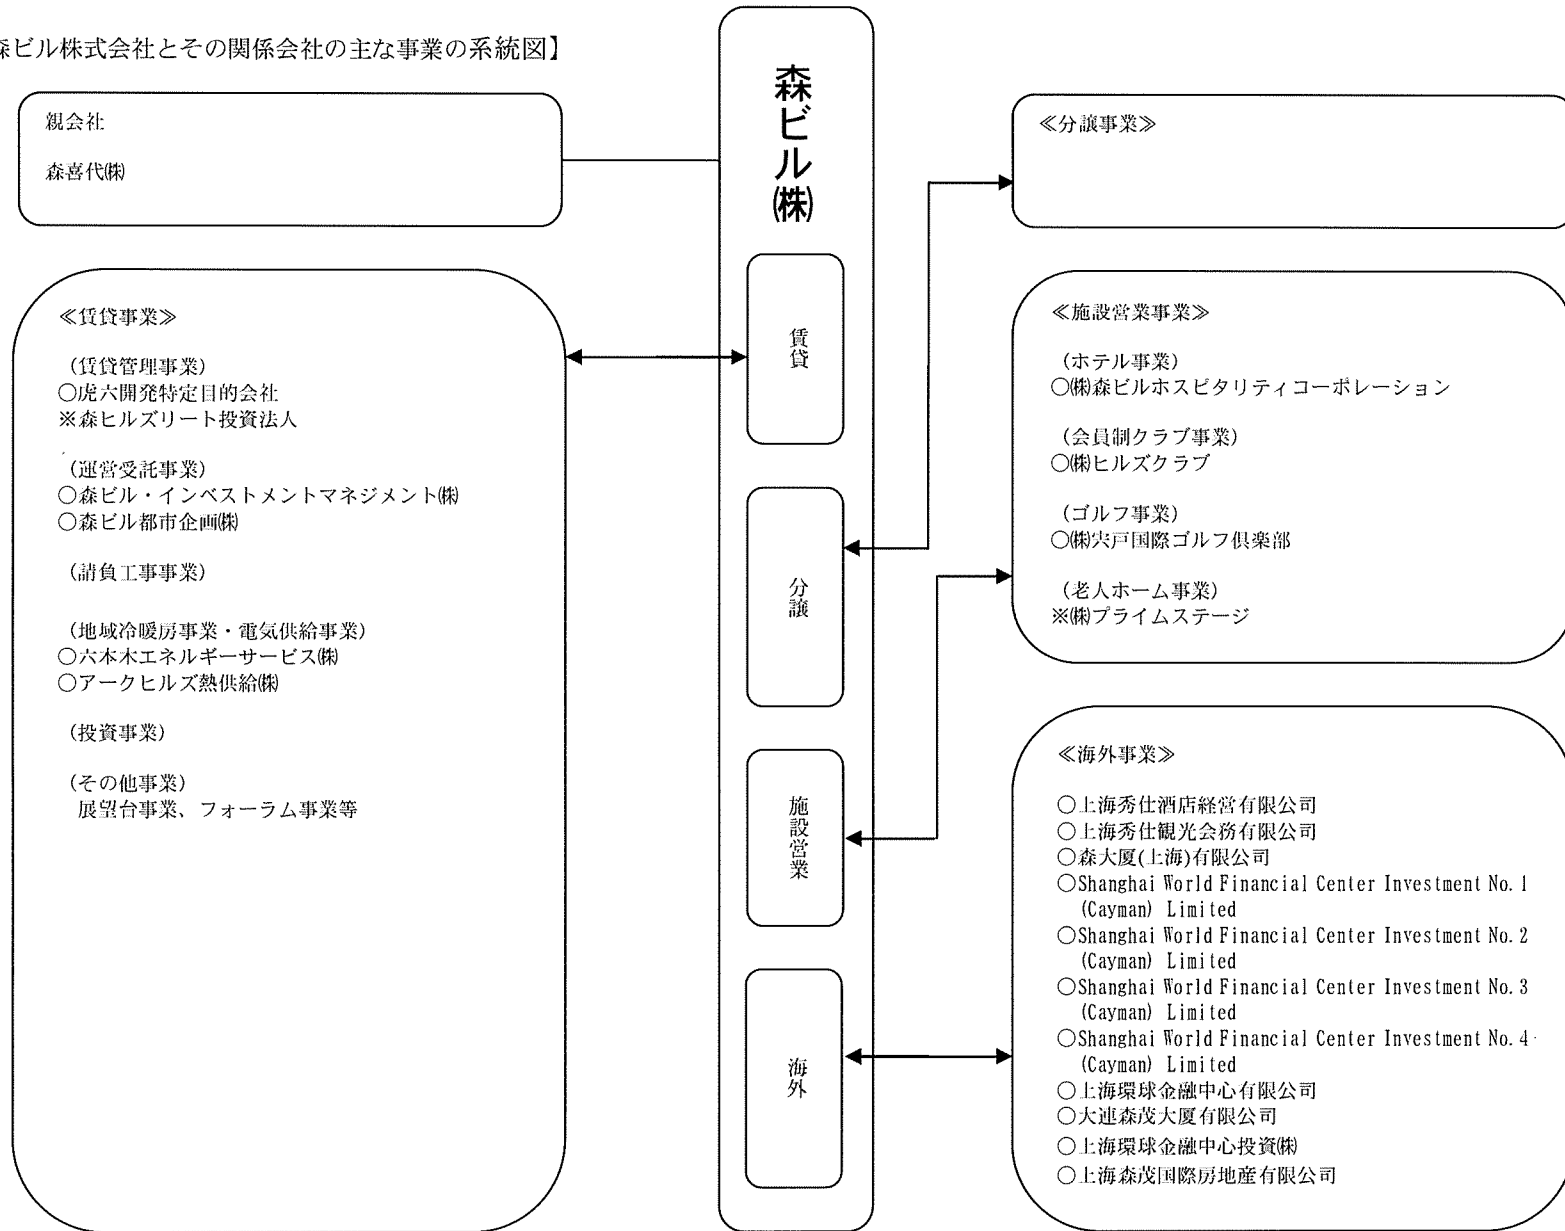 森ビル株式会社とその関係会社の主な事業の系統図】
親会社
森喜代㈱
≪賃貸事業≫
(賃貸管理事業)
○虎六開発特定目的会社
※森ヒルズリート投資法人
(運営受託事業)
○森ビル・インベストメントマネジメント㈱
○森ビル都市企画㈱
(請負工事事業)
(地域冷暖房事業・電気供給事業)
○六本木エネルギーサービス㈱
○アークヒルズ熱供給㈱
(投資事業)
(その他事業)
展望台事業、フォーラム事業等
森ビル㈱
賃貸
分譲
施設営業
海外
≪分譲事業≫
≪施設営業事業≫
(ホテル事業)
○㈱森ビルホスピタリティコーポレーション
(会員制クラブ事業)
○㈱ヒルズクラブ
(ゴルフ事業)
○㈱宍戸国際ゴルフ倶楽部
(老人ホーム事業)
※㈱プライムステージ
≪海外事業≫
○上海秀仕酒店経営有限公司
○上海秀仕観光会務有限公司
○森大厦(上海)有限公司
○Shanghai World Financial Center Investment No. 1
(Cayman) Limited
○Shanghai World Financial Center Investment No. 2
(Cayman) Limited
○Shanghai World Financial Center Investment No. 3
(Cayman) Limited
○Shanghai World Financial Center Investment No. 4
(Cayman) Limited
○上海環球金融中心有限公司
○大連森茂大厦有限公司
○上海環球金融中心投資㈱
○上海森茂国際房地産有限公司